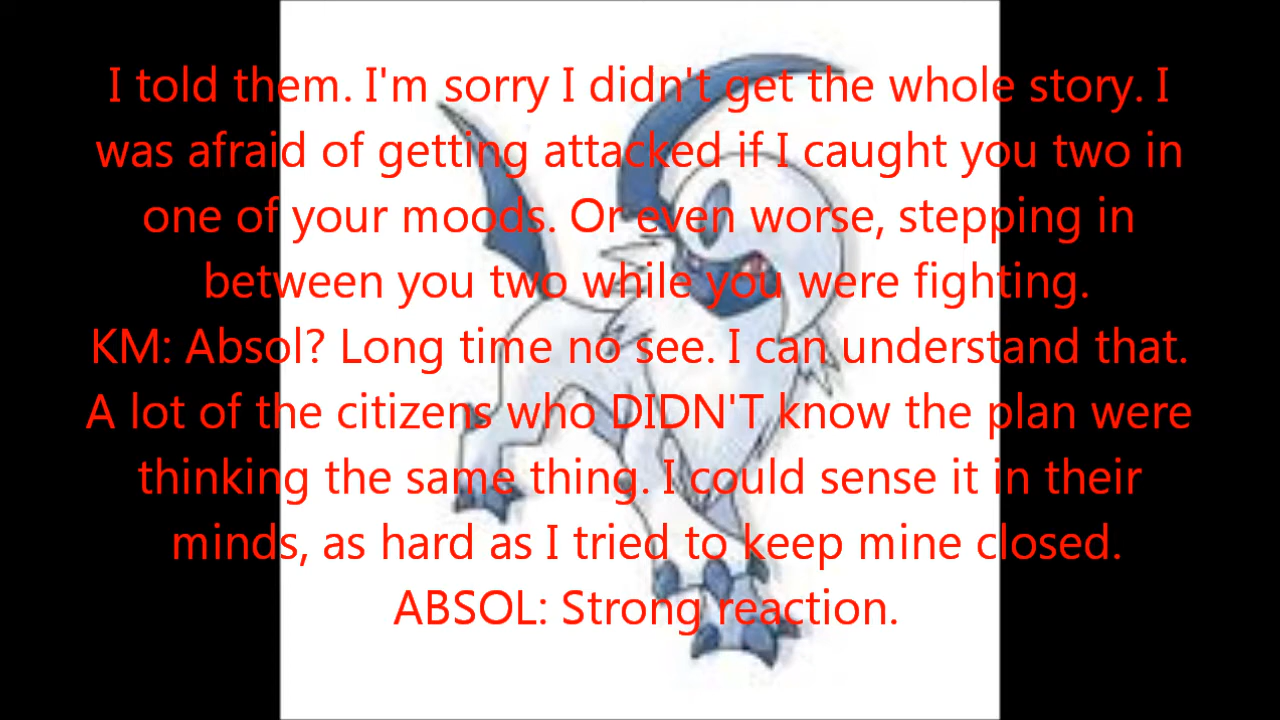 I told them. I'm sorry I didn't get the whole story. I
was afraid of getting attacked if I caught you two in
one of your moods. Or even worse, stepping in
between you two while you were fighting.
KM: Absol? Long time no see. I can understand that.
A lot of the citizens who DIDN'T know the plan were
thinking the same thing. I could sense it in their
minds, as hard as I tried to keep mine closed.
ABSOL: Strong reaction.